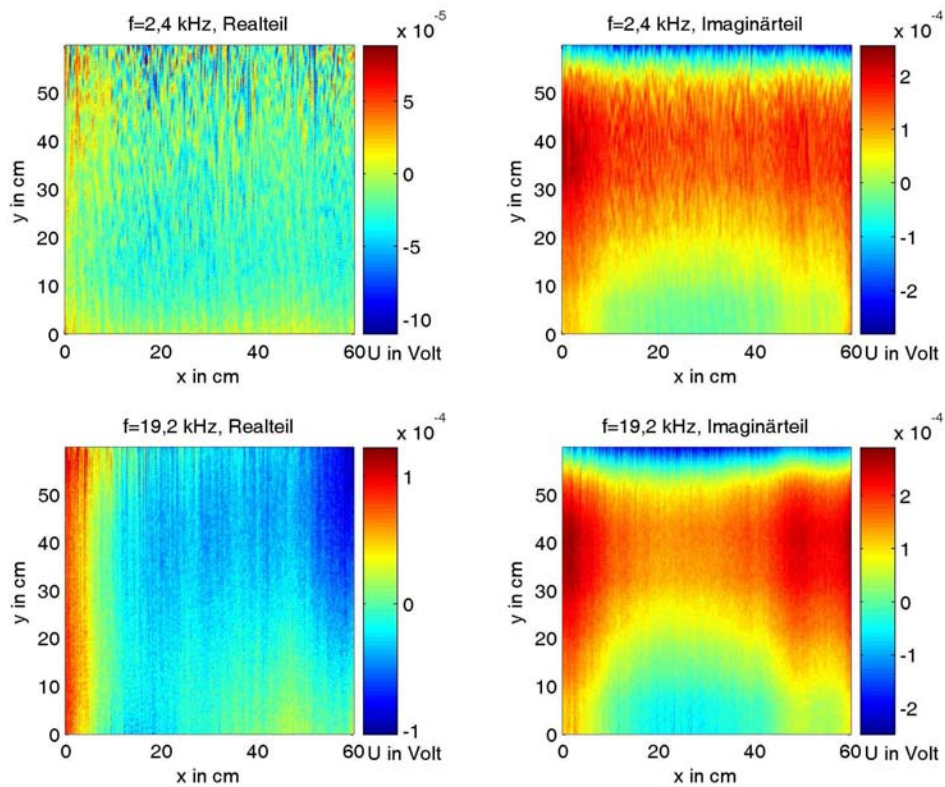 f=2,4 kHz, Realteil
x 10^-5
50
40
30
20
10
0
0 20 40 60
x in cm
y in cm
5
0
-5
-10
U in Volt
f=2,4 kHz, Imaginärteil
x 10^-4
50
40
30
20
10
0
0 20 40 60
x in cm
y in cm
2
1
0
-1
-2
U in Volt
f=19,2 kHz, Realteil
x 10^-4
50
40
30
20
10
0
0 20 40 60
x in cm
y in cm
1
0
-1
U in Volt
f=19,2 kHz, Imaginärteil
x 10^-4
50
40
30
20
10
0
0 20 40 60
x in cm
y in cm
2
1
0
-1
-2
U in Volt